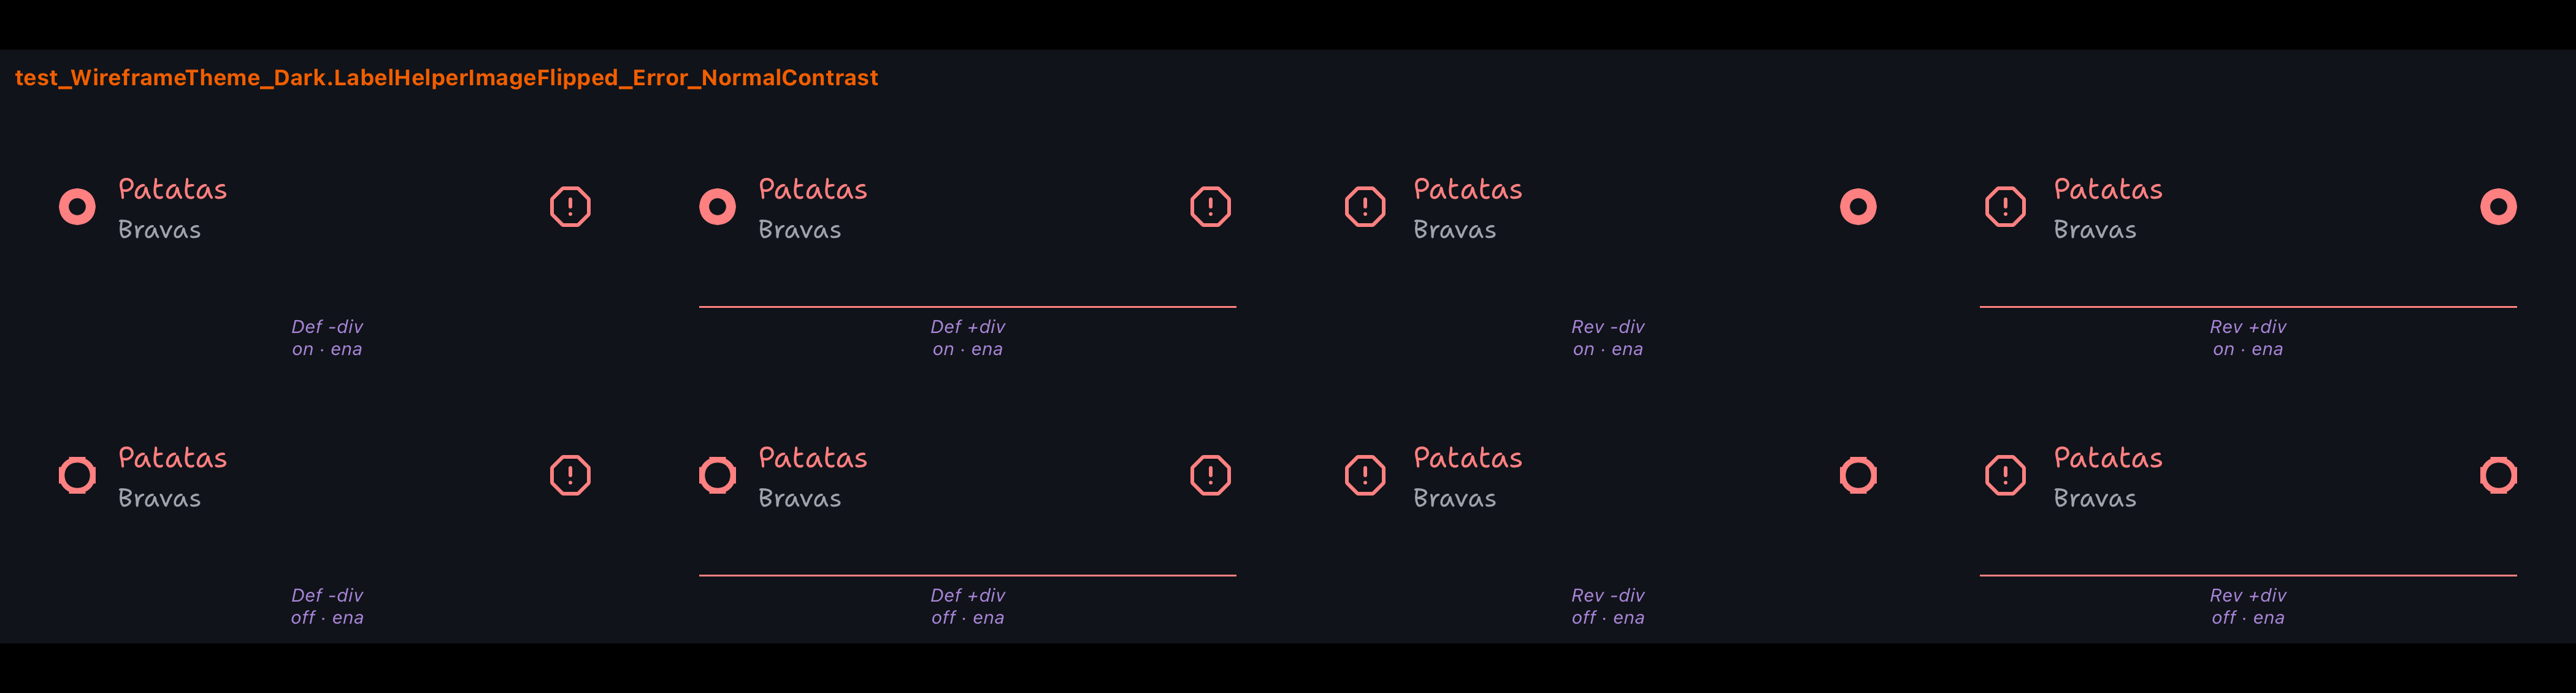 test_WireframeTheme_Dark.LabelHelperImageFlipped_Error_NormalContrast
Patatas
Bravas
Def -div
on · ena
Patatas
Bravas
Def +div
on · ena
Patatas
Bravas
Rev -div
on · ena
Patatas
Bravas
Rev +div
on · ena
Patatas
Bravas
Def -div
off · ena
Patatas
Bravas
Def +div
off · ena
Patatas
Bravas
Rev -div
off · ena
Patatas
Bravas
Rev +div
off · ena